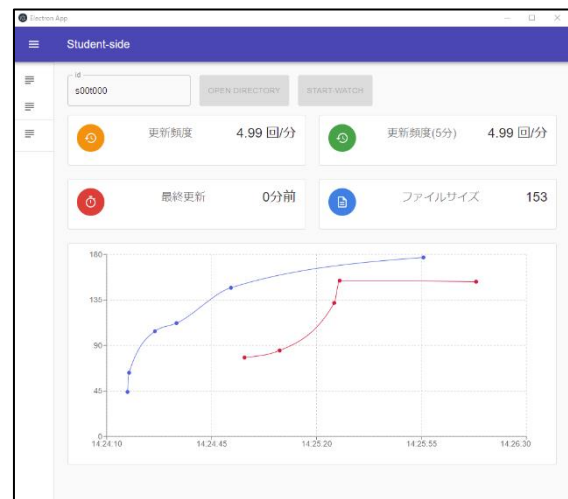 Electron App
Student-side
id
s00t000
OPEN DIRECTORY
START-WATCH
更新頻度 4.99 回/分
更新頻度(5分) 4.99 回/分
最終更新 0分前
ファイルサイズ 153
180
135
90
45
0
14:24:10 14:24:45 14:25:20 14:25:55 14:26:30